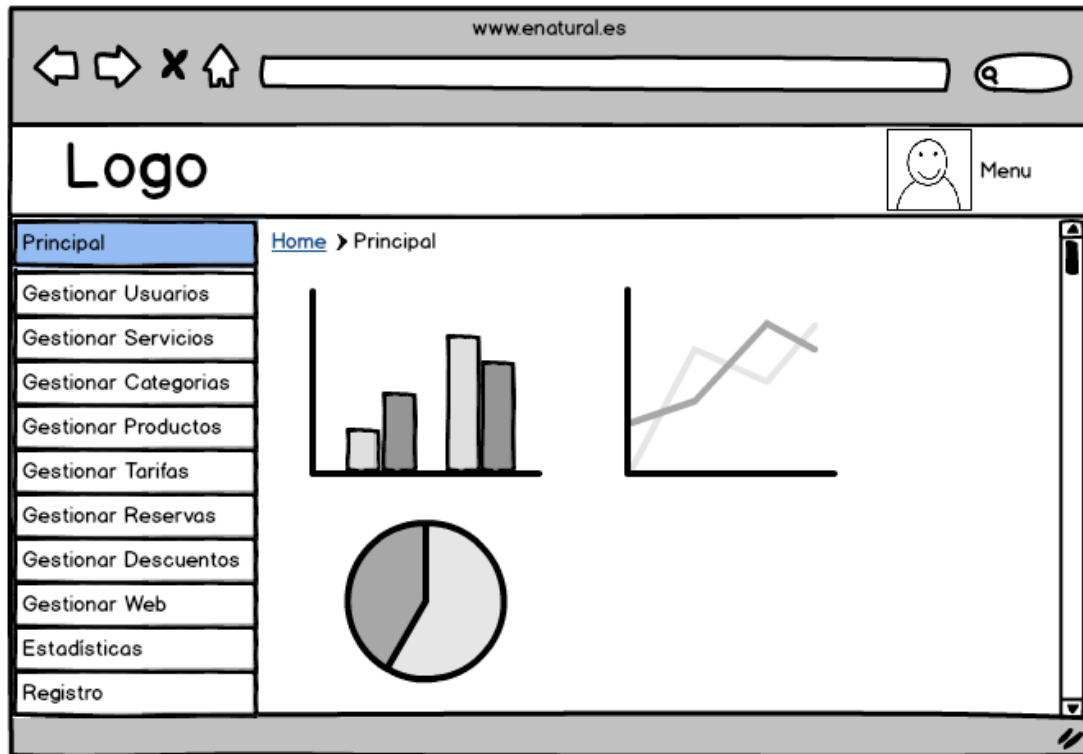 www.enatural.es
Logo
Menu
Principal
Home > Principal
Gestionar Usuarios
Gestionar Servicios
Gestionar Categorias
Gestionar Productos
Gestionar Tarifas
Gestionar Reservas
Gestionar Descuentos
Gestionar Web
Estadísticas
Registro